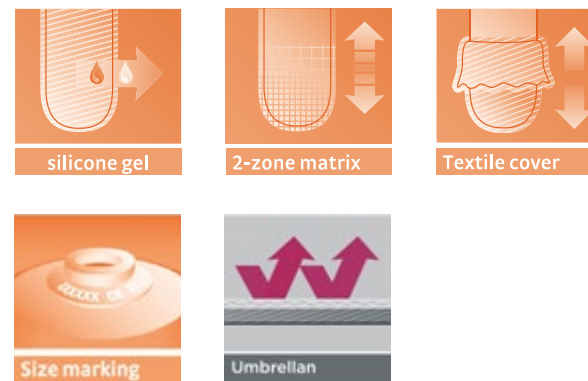 silicone gel
2-zone matrix
Textile cover
Size marking
Umbrellan